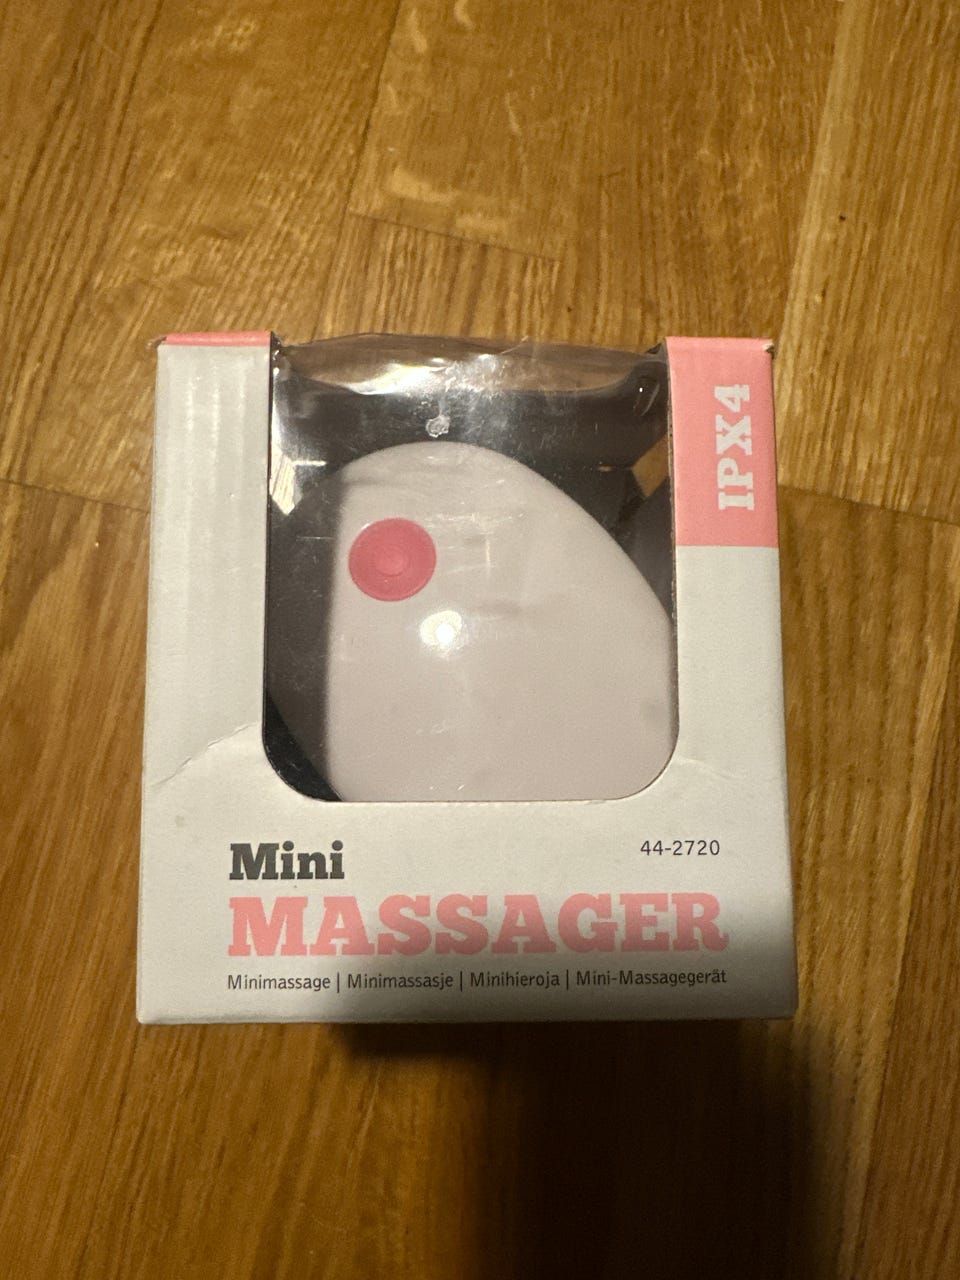 IPX4
Mini
44-2720
MASSAGER
Minimassage | Minimassasje | Minihieroja | Mini-Massagegerät